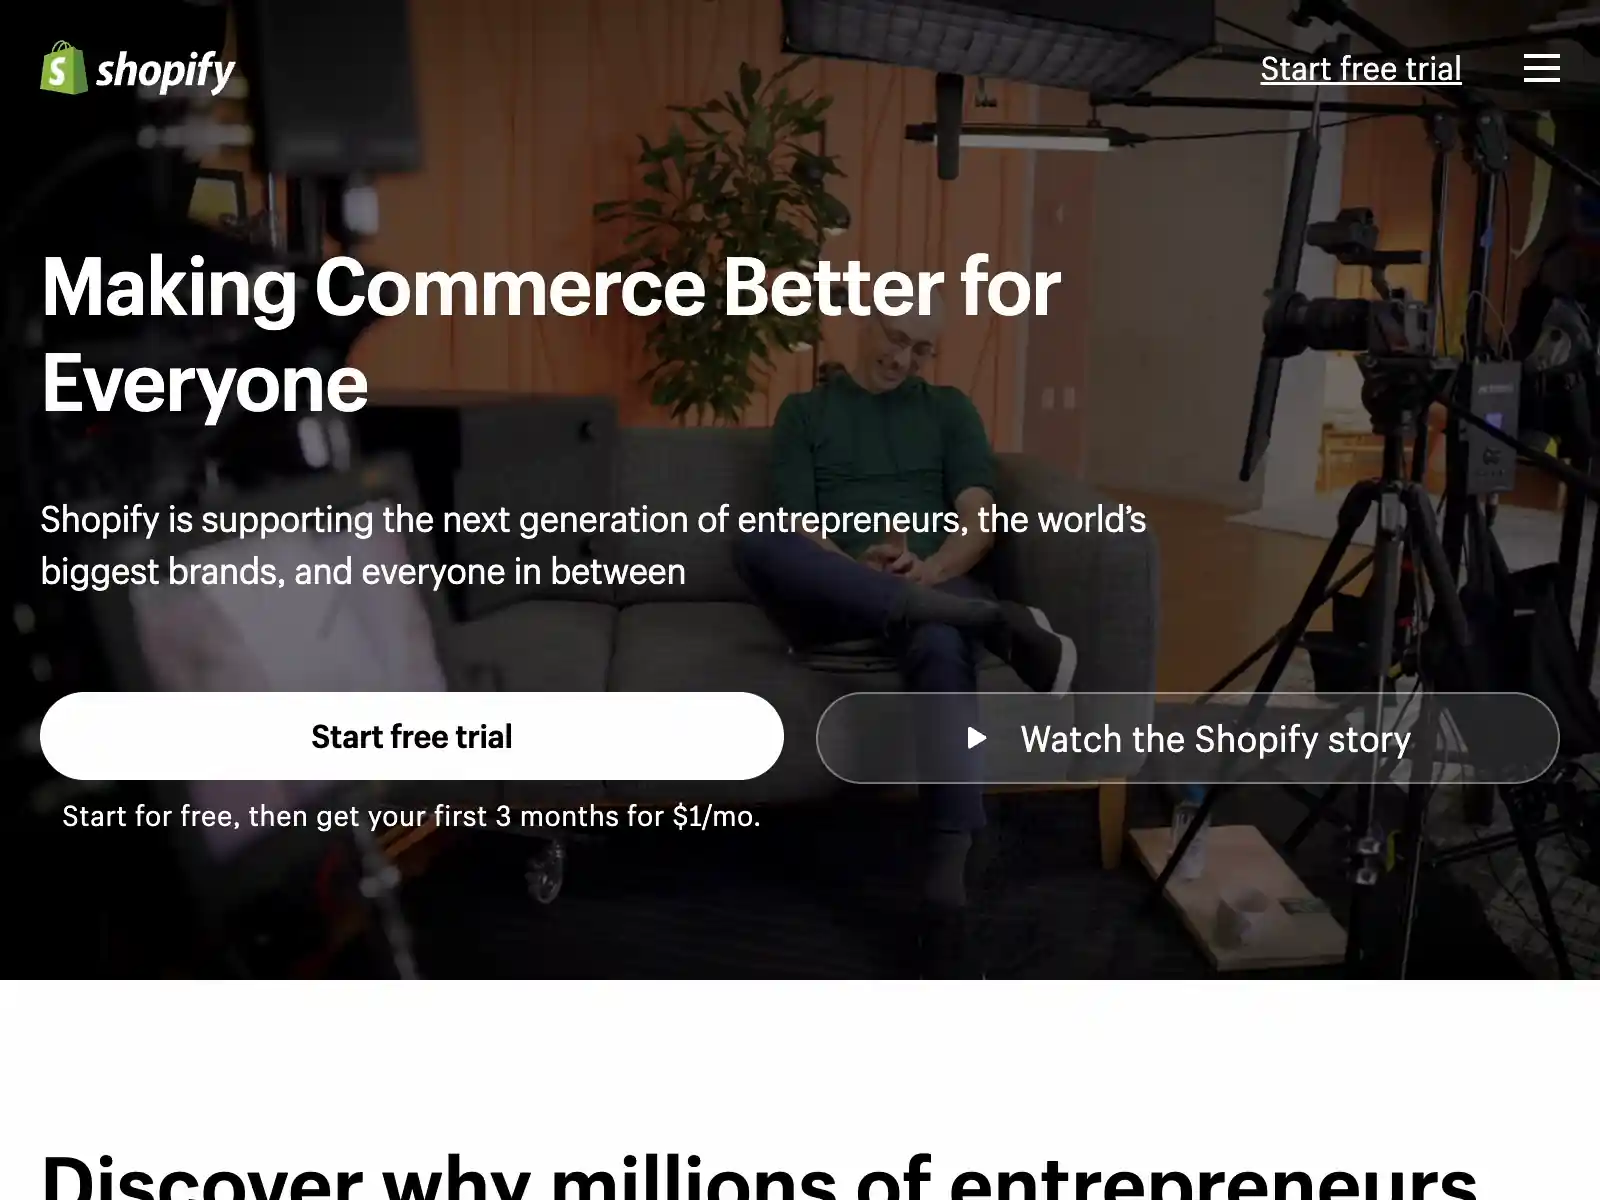 shopify
Start free trial
Making Commerce Better for
Everyone
Shopify is supporting the next generation of entrepreneurs, the world’s
biggest brands, and everyone in between
Start free trial
Watch the Shopify story
Start for free, then get your first 3 months for $1/mo.
Discover why millions of entrepreneurs